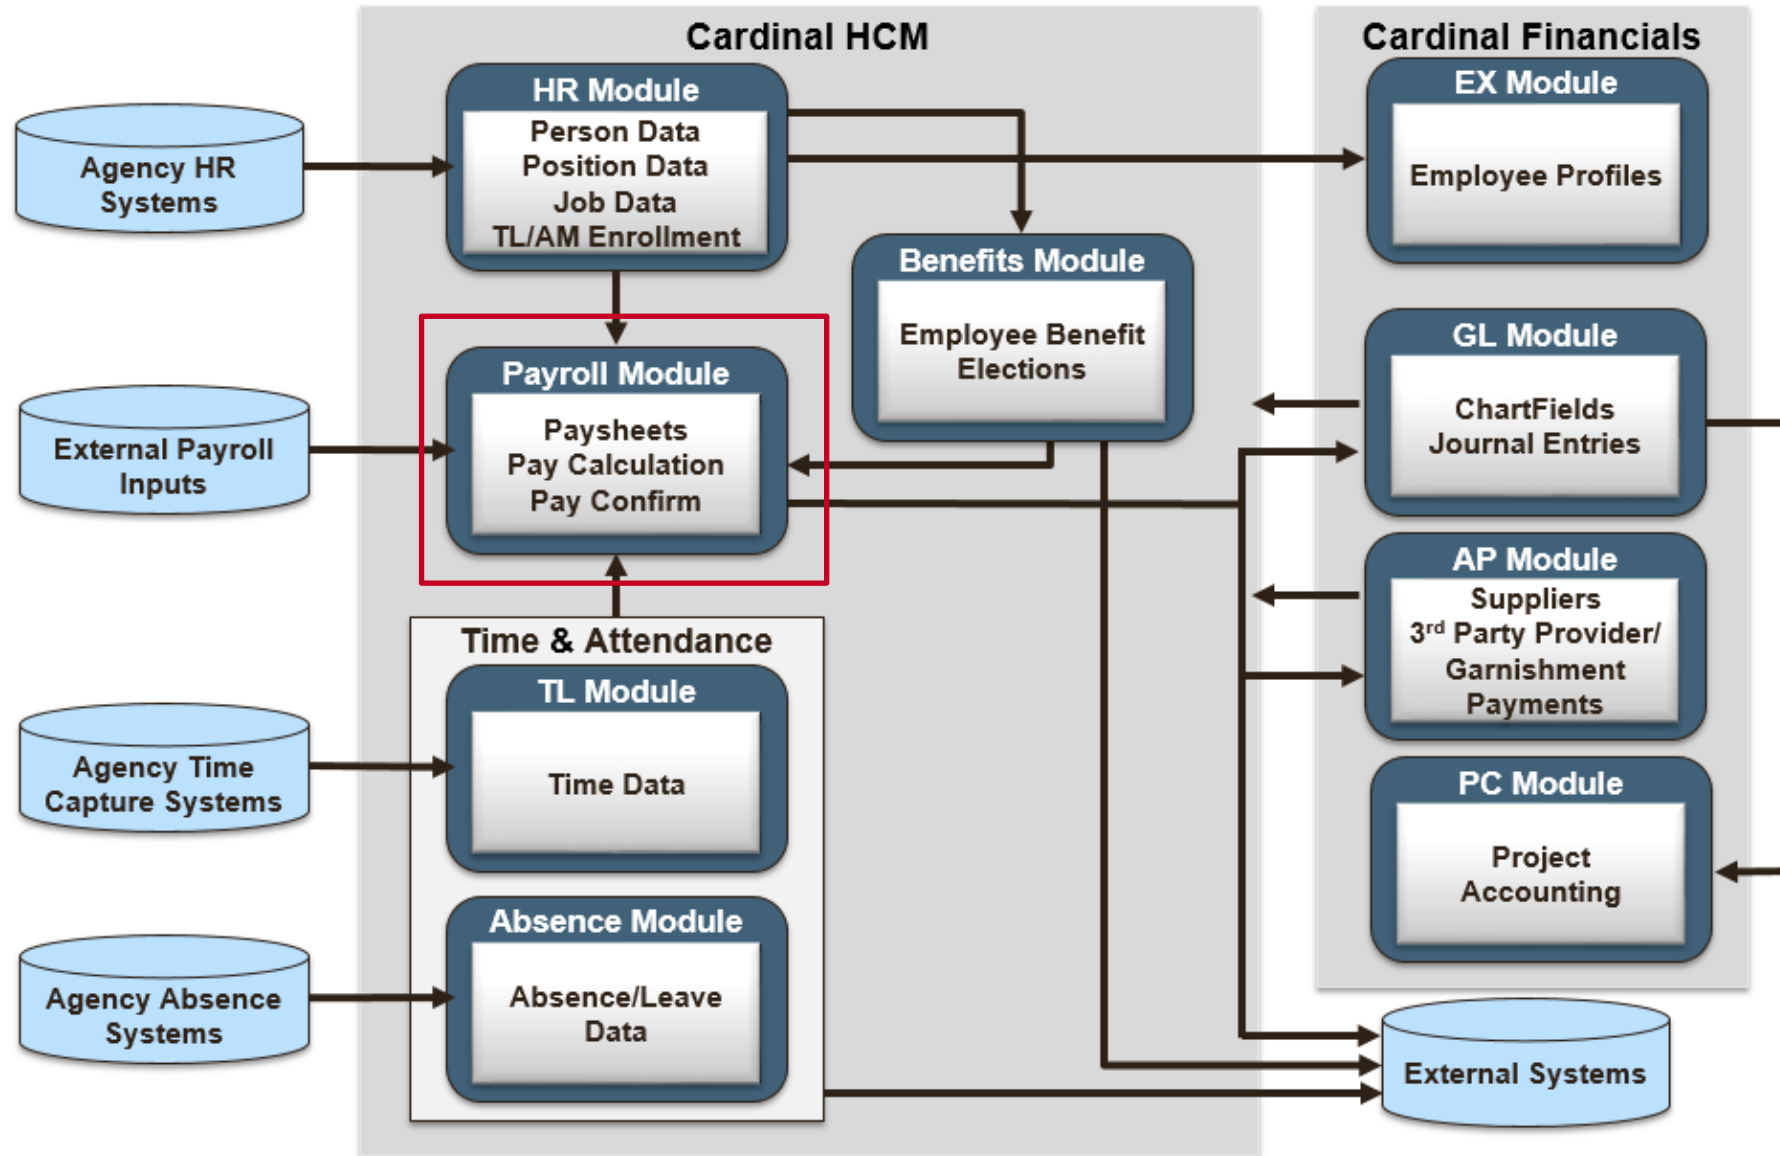 Cardinal HCM
Cardinal Financials
HR Module
Person Data
Position Data
Job Data
TL/AM Enrollment
EX Module
Employee Profiles
Agency HR
Systems
Benefits Module
Employee Benefit
Elections
GL Module
ChartFields
Journal Entries
Payroll Module
Paysheets
Pay Calculation
Pay Confirm
External Payroll
Inputs
AP Module
Suppliers
3rd Party Provider/
Garnishment
Payments
Time & Attendance
TL Module
Time Data
Agency Time
Capture Systems
PC Module
Project
Accounting
Absence Module
Absence/Leave
Data
Agency Absence
Systems
External Systems